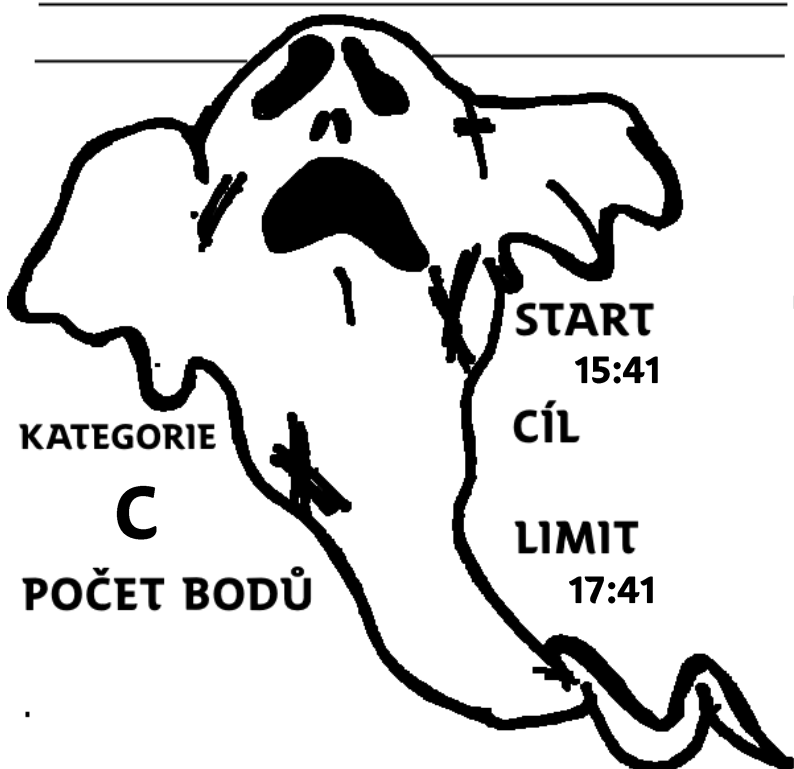 START
15:41
CÍL
KATEGORIE
C
LIMIT
17:41
POČET BODŮ